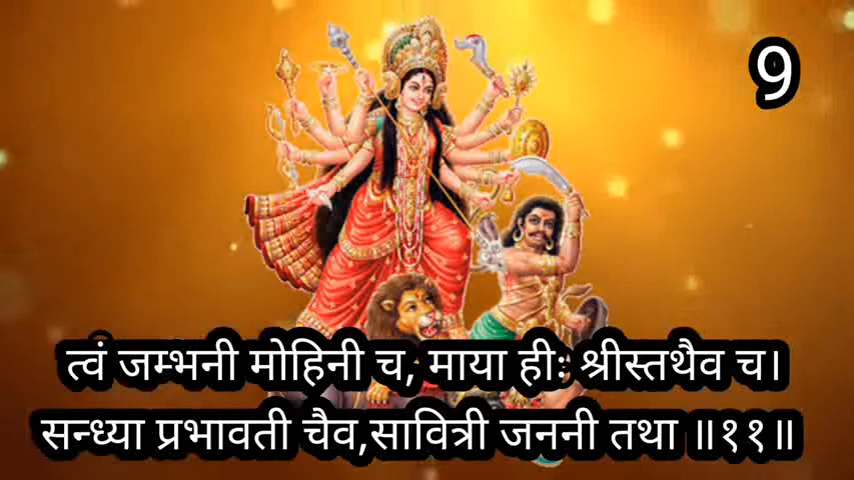 9
त्वं जम्भनी मोहिनी च, माया हीः श्रीस्तथैव च।
सन्ध्या प्रभावती चैव,सावित्री जननी तथा ॥११॥